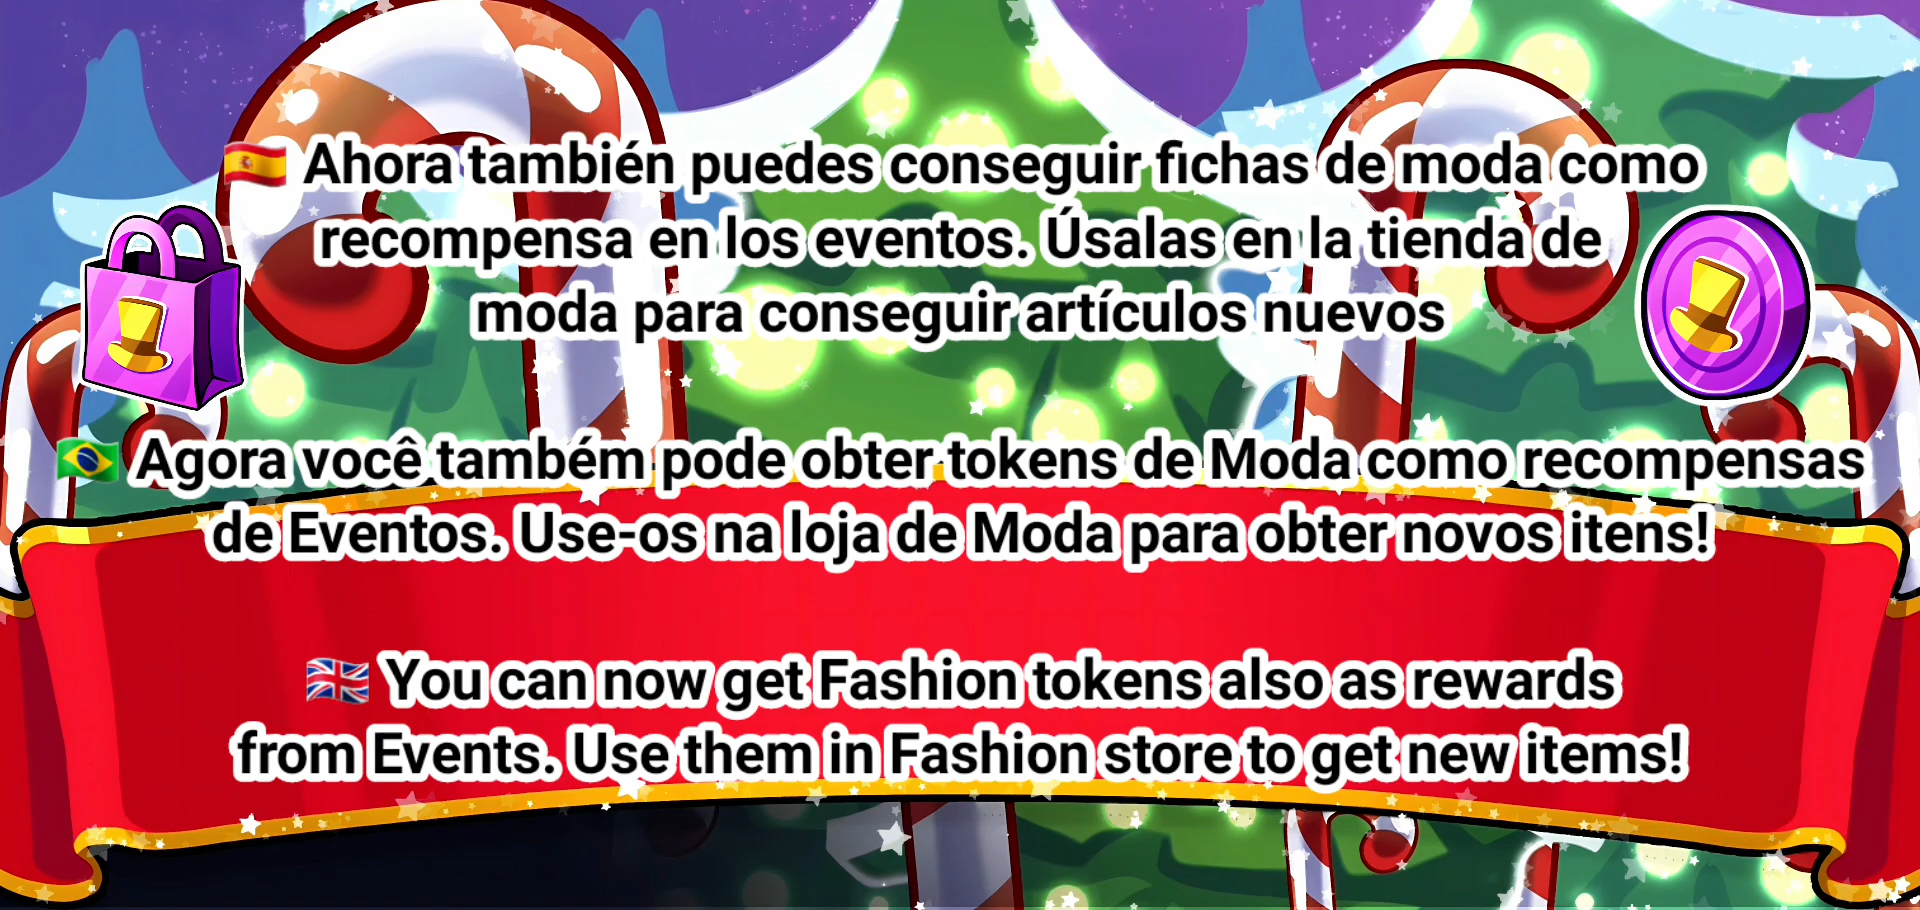 🇪🇸 Ahora también puedes conseguir fichas de moda como
recompensa en los eventos. Úsalas en la tienda de
moda para conseguir artículos nuevos
🇧🇷 Agora você também pode obter tokens de Moda como recompensas
de Eventos. Use-os na loja de Moda para obter novos itens!
🇬🇧 You can now get Fashion tokens also as rewards
from Events. Use them in Fashion store to get new items!